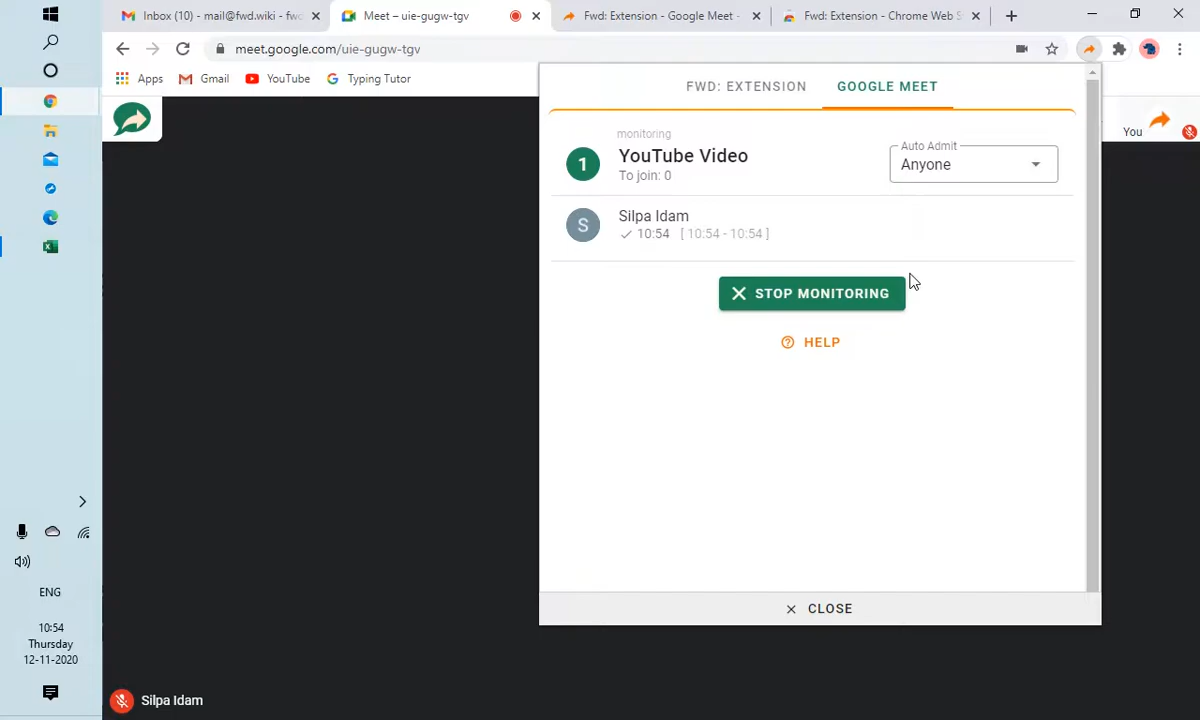 Inbox (10) - mail@fwd.wiki - fwd
Meet – uie-gugw-tgv
Fwd: Extension - Google Meet -
Fwd: Extension - Chrome Web S
meet.google.com/uie-gugw-tgv
Apps
Gmail
YouTube
Typing Tutor
FWD: EXTENSION
GOOGLE MEET
You
monitoring
1
YouTube Video
To join: 0
Auto Admit
Anyone
S
Silpa Idam
10:54 [ 10:54 - 10:54 ]
STOP MONITORING
HELP
CLOSE
ENG
10:54
Thursday
12-11-2020
Silpa Idam